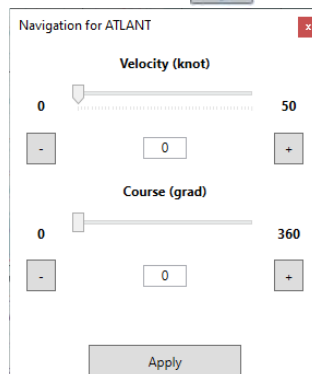 Navigation for ATLANT x
Velocity (knot)
0 50
- 0 +
Course (grad)
0 360
- 0 +
Apply